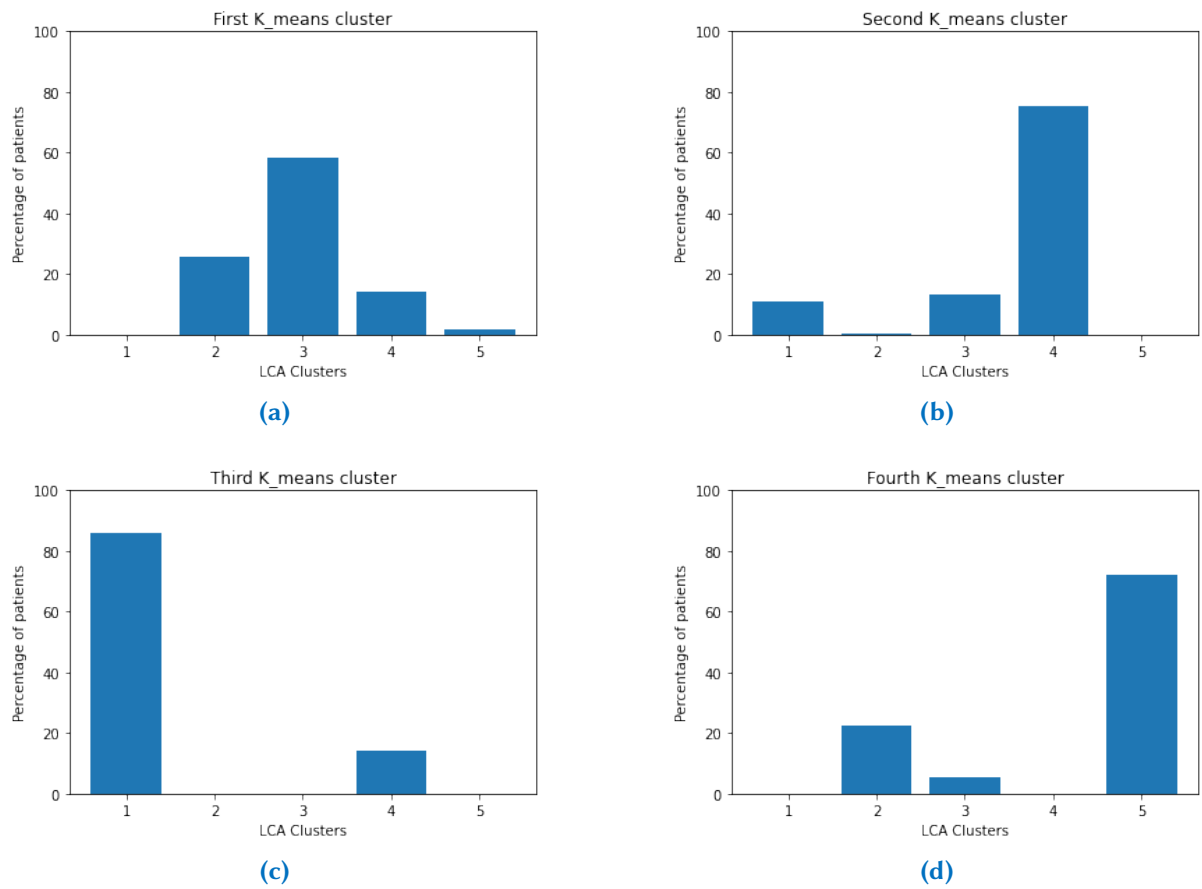 First K_means cluster
100
80
60
40
20
0
Percentage of patients
1 2 3 4 5
LCA Clusters
(a)
Second K_means cluster
100
80
60
40
20
0
Percentage of patients
1 2 3 4 5
LCA Clusters
(b)
Third K_means cluster
100
80
60
40
20
0
Percentage of patients
1 2 3 4 5
LCA Clusters
(c)
Fourth K_means cluster
100
80
60
40
20
0
Percentage of patients
1 2 3 4 5
LCA Clusters
(d)